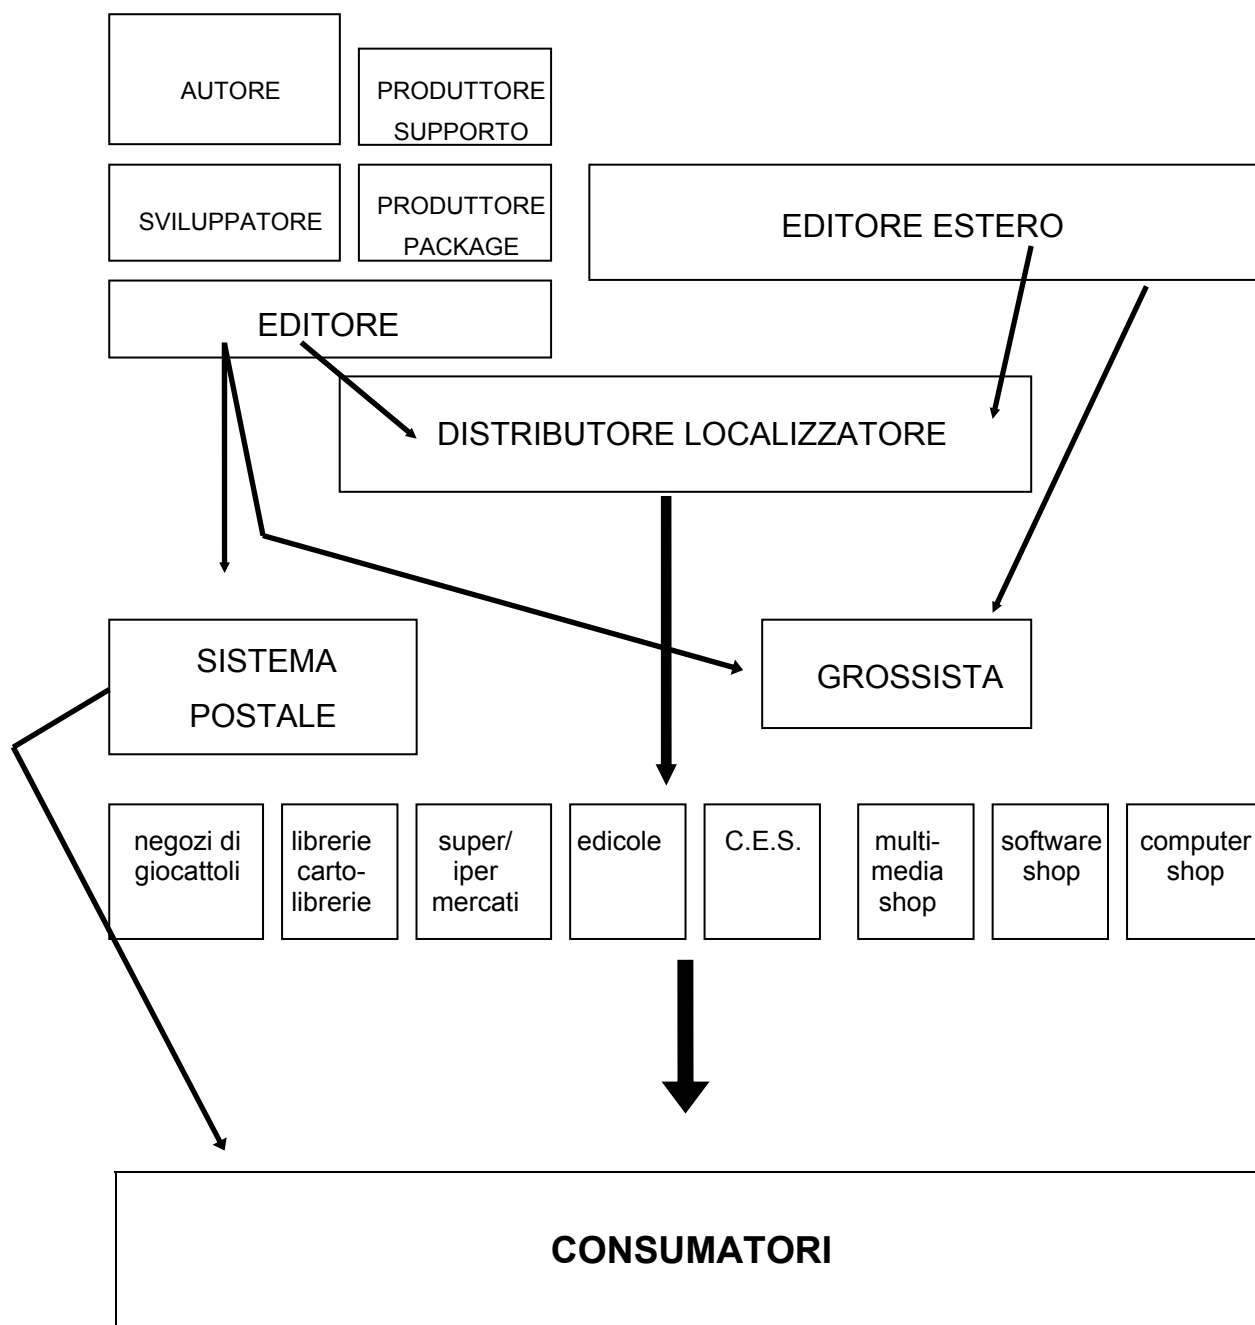 AUTORE
PRODUTTORE
SUPPORTO
SVILUPPATORE
PRODUTTORE
PACKAGE
EDITORE ESTERO
EDITORE
DISTRIBUTORE LOCALIZZATORE
SISTEMA
POSTALE
GROSSISTA
negozi di
giocattoli
librerie
carto-
librerie
super/
iper
mercati
edicole
C.E.S.
multi-
media
shop
software
shop
computer
shop
CONSUMATORI